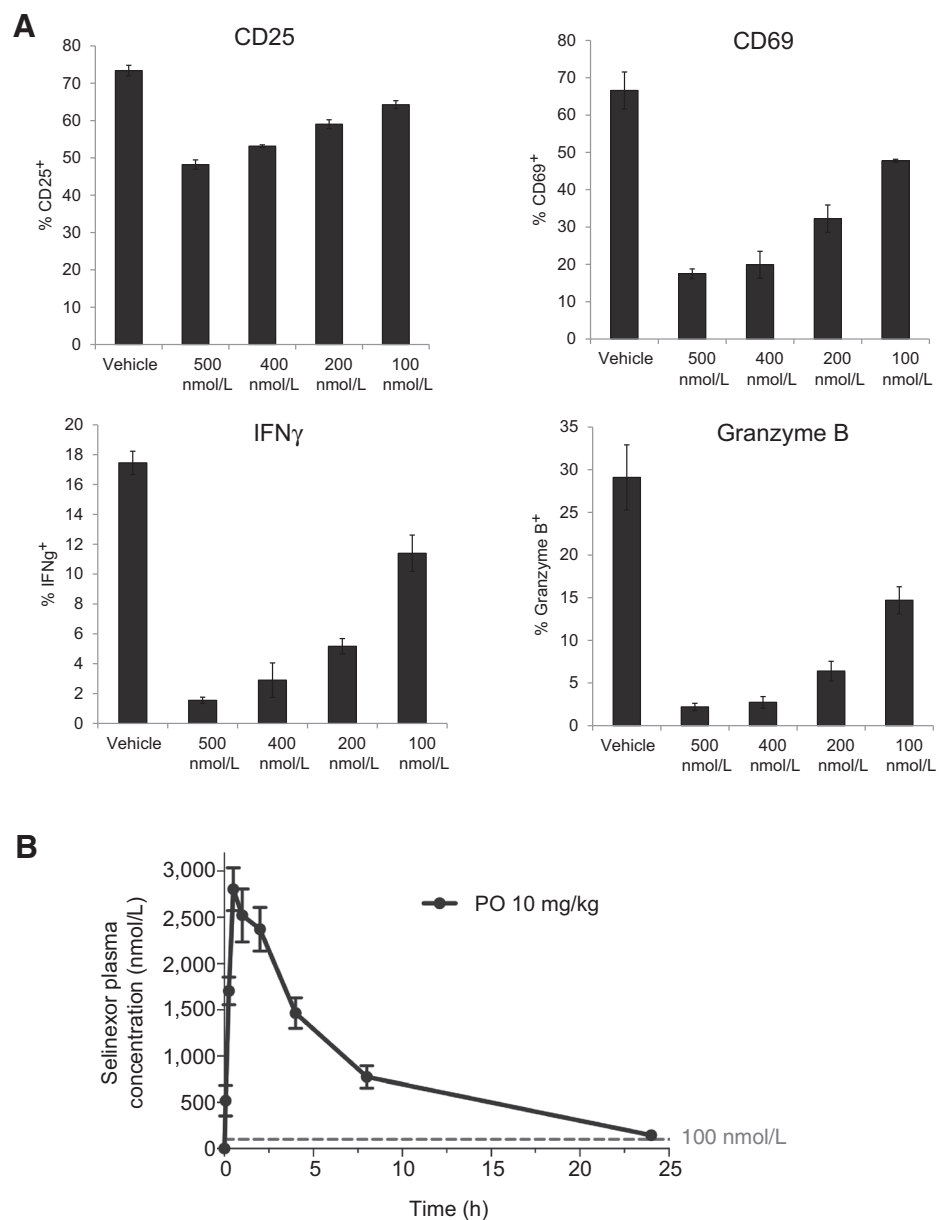 A
CD25
80
70
60
50
40
30
20
10
0
% CD25+
Vehicle
500
nmol/L
400
nmol/L
200
nmol/L
100
nmol/L
CD69
80
70
60
50
40
30
20
10
0
% CD69+
Vehicle
500
nmol/L
400
nmol/L
200
nmol/L
100
nmol/L
IFNγ
20
18
16
14
12
10
8
6
4
2
0
% IFNg+
Vehicle
500
nmol/L
400
nmol/L
200
nmol/L
100
nmol/L
Granzyme B
35
30
25
20
15
10
5
0
% Granzyme B+
Vehicle
500
nmol/L
400
nmol/L
200
nmol/L
100
nmol/L
B
3,000
2,500
2,000
1,500
1,000
500
0
Selinexor plasma
concentration (nmol/L)
PO 10 mg/kg
100 nmol/L
0
5
10
15
20
25
Time (h)